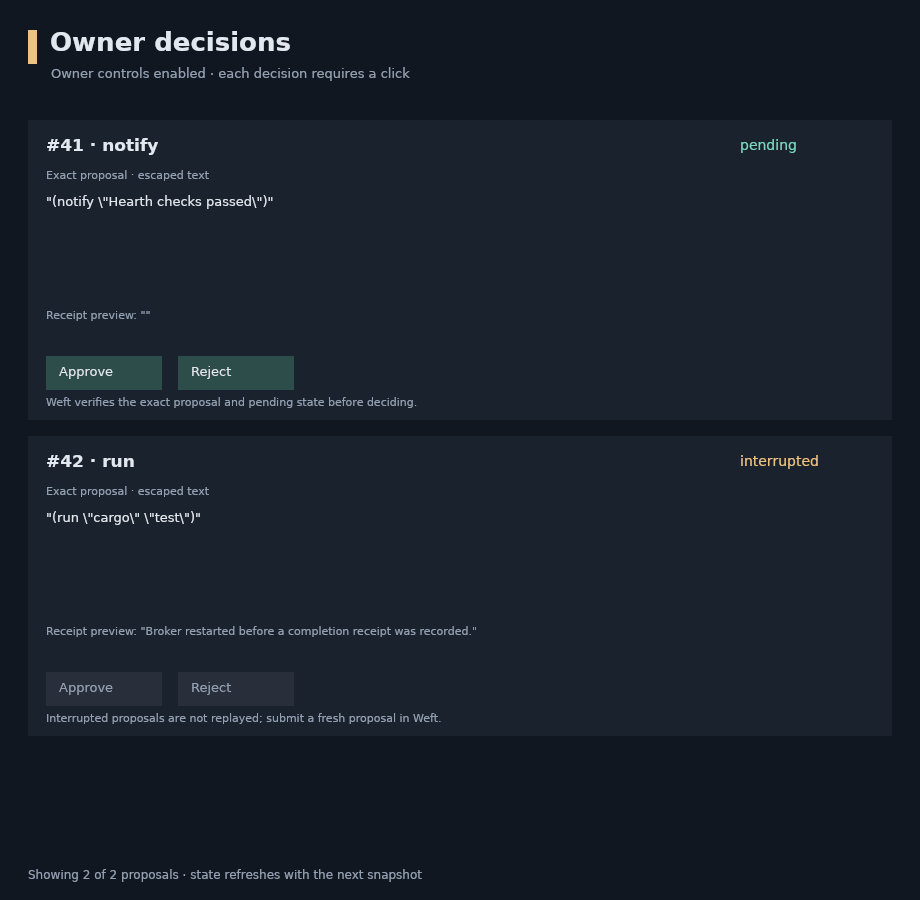 Owner decisions
Owner controls enabled · each decision requires a click
#41 · notify
pending
Exact proposal · escaped text
"(notify \"Hearth checks passed\")"
Receipt preview: ""
Approve
Reject
Weft verifies the exact proposal and pending state before deciding.
#42 · run
interrupted
Exact proposal · escaped text
"(run \"cargo\" \"test\")"
Receipt preview: "Broker restarted before a completion receipt was recorded."
Approve
Reject
Interrupted proposals are not replayed; submit a fresh proposal in Weft.
Showing 2 of 2 proposals · state refreshes with the next snapshot